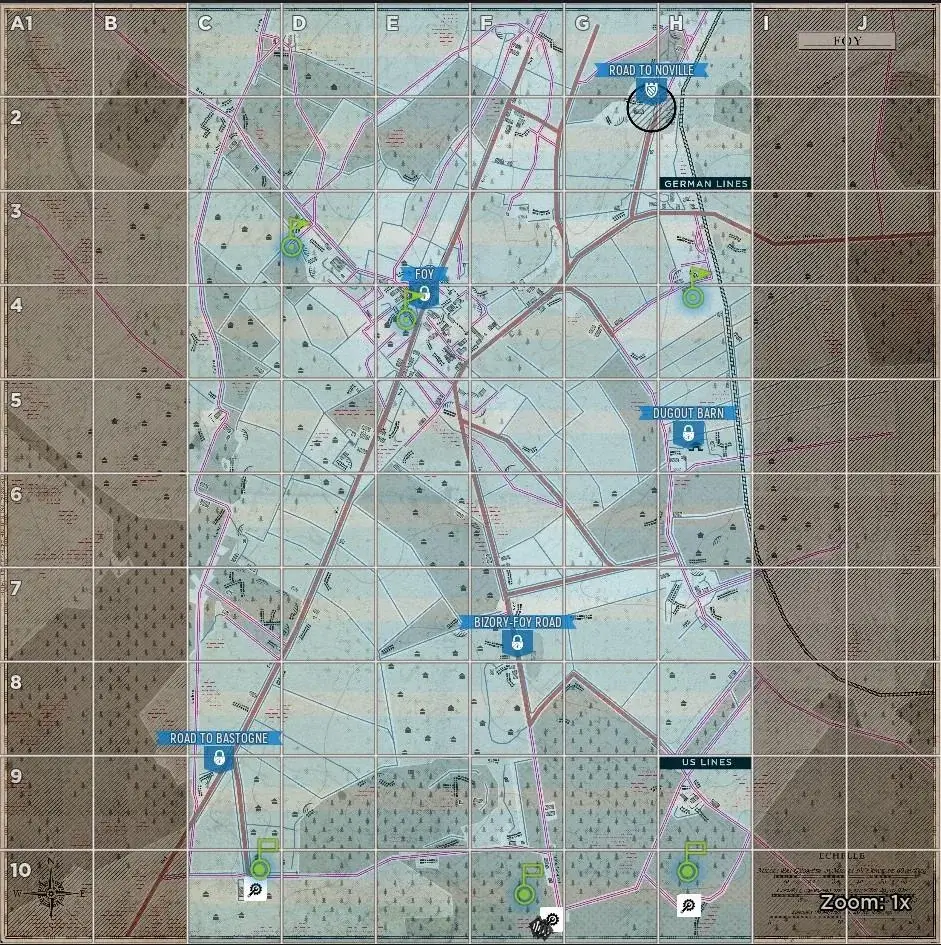 A1 B C D E F G H I J
FOY
ROAD TO NOVILLE
2
GERMAN LINES
3
FOY
4
5
DUGOUT BARN
6
7
BIZORY-FOY ROAD
8
ROAD TO BASTOGNE
US LINES
9
10
N
W E
ECHELLE
Zoom: 1x